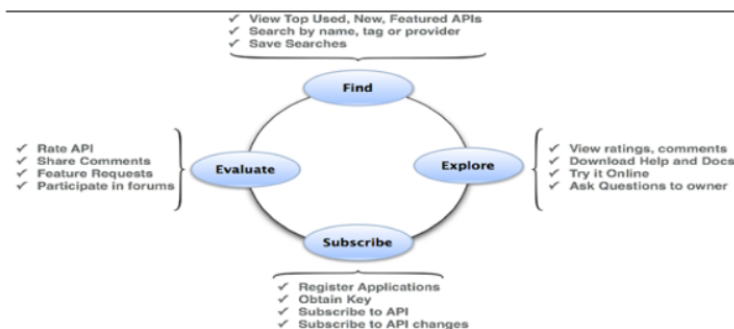 ✓ View Top Used, New, Featured APIs
✓ Search by name, tag or provider
✓ Save Searches
Find
✓ Rate API
✓ Share Comments
✓ Feature Requests
✓ Participate in forums
Evaluate
Explore
✓ View ratings, comments
✓ Download Help and Docs
✓ Try it Online
✓ Ask Questions to owner
Subscribe
✓ Register Applications
✓ Obtain Key
✓ Subscribe to API
✓ Subscribe to API changes